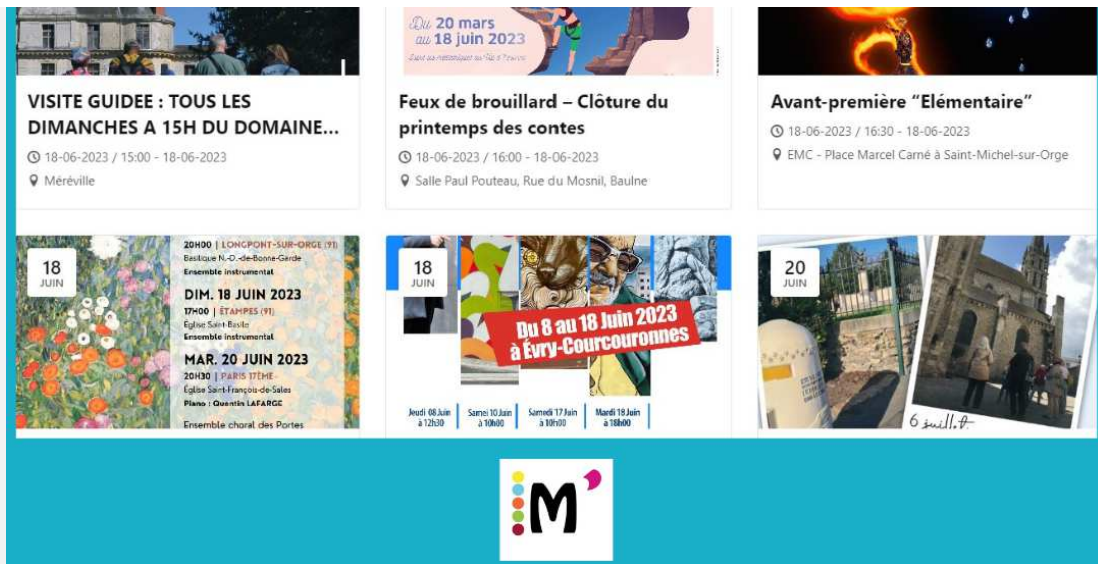 Du 20 mars
au 18 juin 2023
VISITE GUIDEE : TOUS LES
DIMANCHES A 15H DU DOMAINE...
18-06-2023 / 15:00 - 18-06-2023
Méréville
Feux de brouillard – Clôture du
printemps des contes
18-06-2023 / 16:00 - 18-06-2023
Salle Paul Pouteau, Rue du Mosnil, Baulne
Avant-première “Elémentaire”
18-06-2023 / 16:30 - 18-06-2023
EMC - Place Marcel Carné à Saint-Michel-sur-Orge
18
JUIN
20H00 | LONGPONT-SUR-ORGE (91)
Basilique N.-D.-de-Bonne-Garde
Ensemble instrumental
DIM. 18 JUIN 2023
17H00 | ÉTAMPES (91)
Église Saint-Basile
Ensemble instrumental
MAR. 20 JUIN 2023
20H30 | PARIS 17ÈME
Église Saint-François-de-Sales
Piano : Quentin LAFARGE
Ensemble choral des Portes
18
JUIN
Du 8 au 18 Juin 2023
à Évry-Courcouronnes
Jeudi 08 Juin
à 12h30
Samei 10 Juin
à 10h00
Samedi 17 Juin
à 10h00
Mardi 18 Juin
à 18h00
20
JUIN
6 juillet
M'